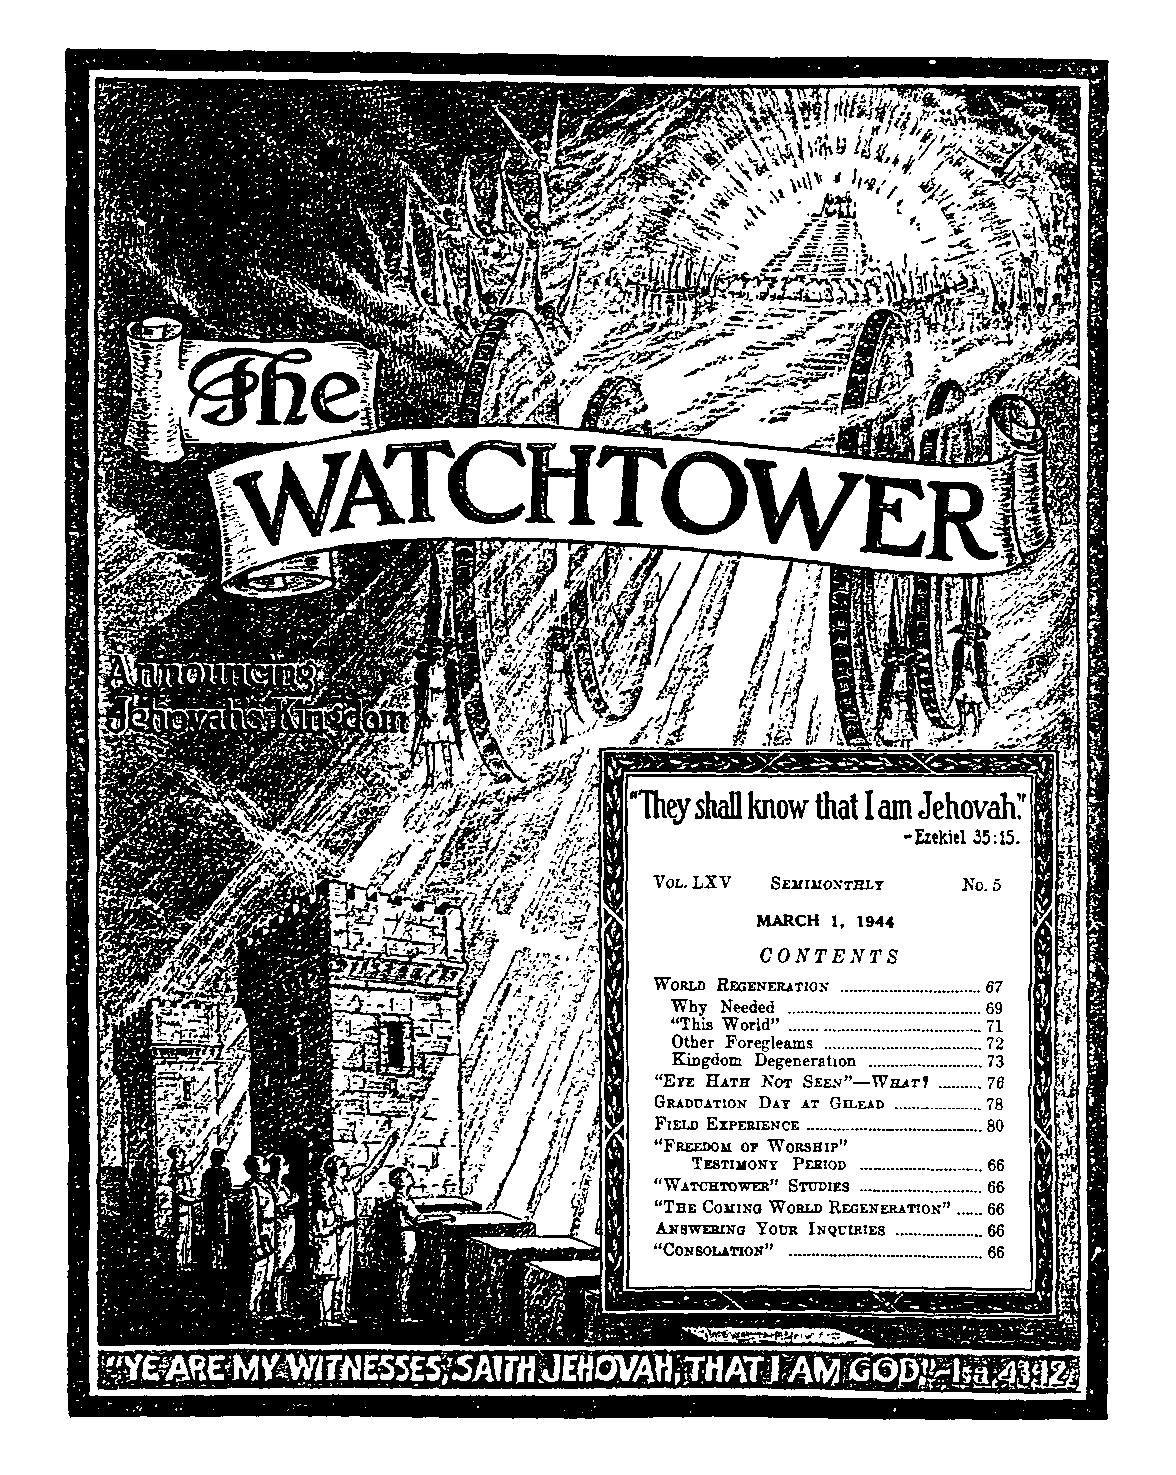 The
WATCHTOWER
Announcing
Jehovah's Kingdom
"They shall know that I am Jehovah."
-Ezekiel 35:15.
VOL. LXV SEMIMONTHLY No. 5
MARCH 1, 1944
CONTENTS
WORLD REGENERATION 67
Why Needed 69
"This World" 71
Other Foregleams 72
Kingdom Degeneration 73
"EYE HATH NOT SEEN"—WHAT? 76
GRADUATION DAY AT GILEAD 78
FIELD EXPERIENCE 80
"FREEDOM OF WORSHIP"
TESTIMONY PERIOD 66
"WATCHTOWER" STUDIES 66
"THE COMING WORLD REGENERATION" 66
ANSWERING YOUR INQUIRIES 66
"CONSOLATION" 66
"YE ARE MY WITNESSES, SAITH JEHOVAH, THAT I AM GOD."-Isa. 43:12.